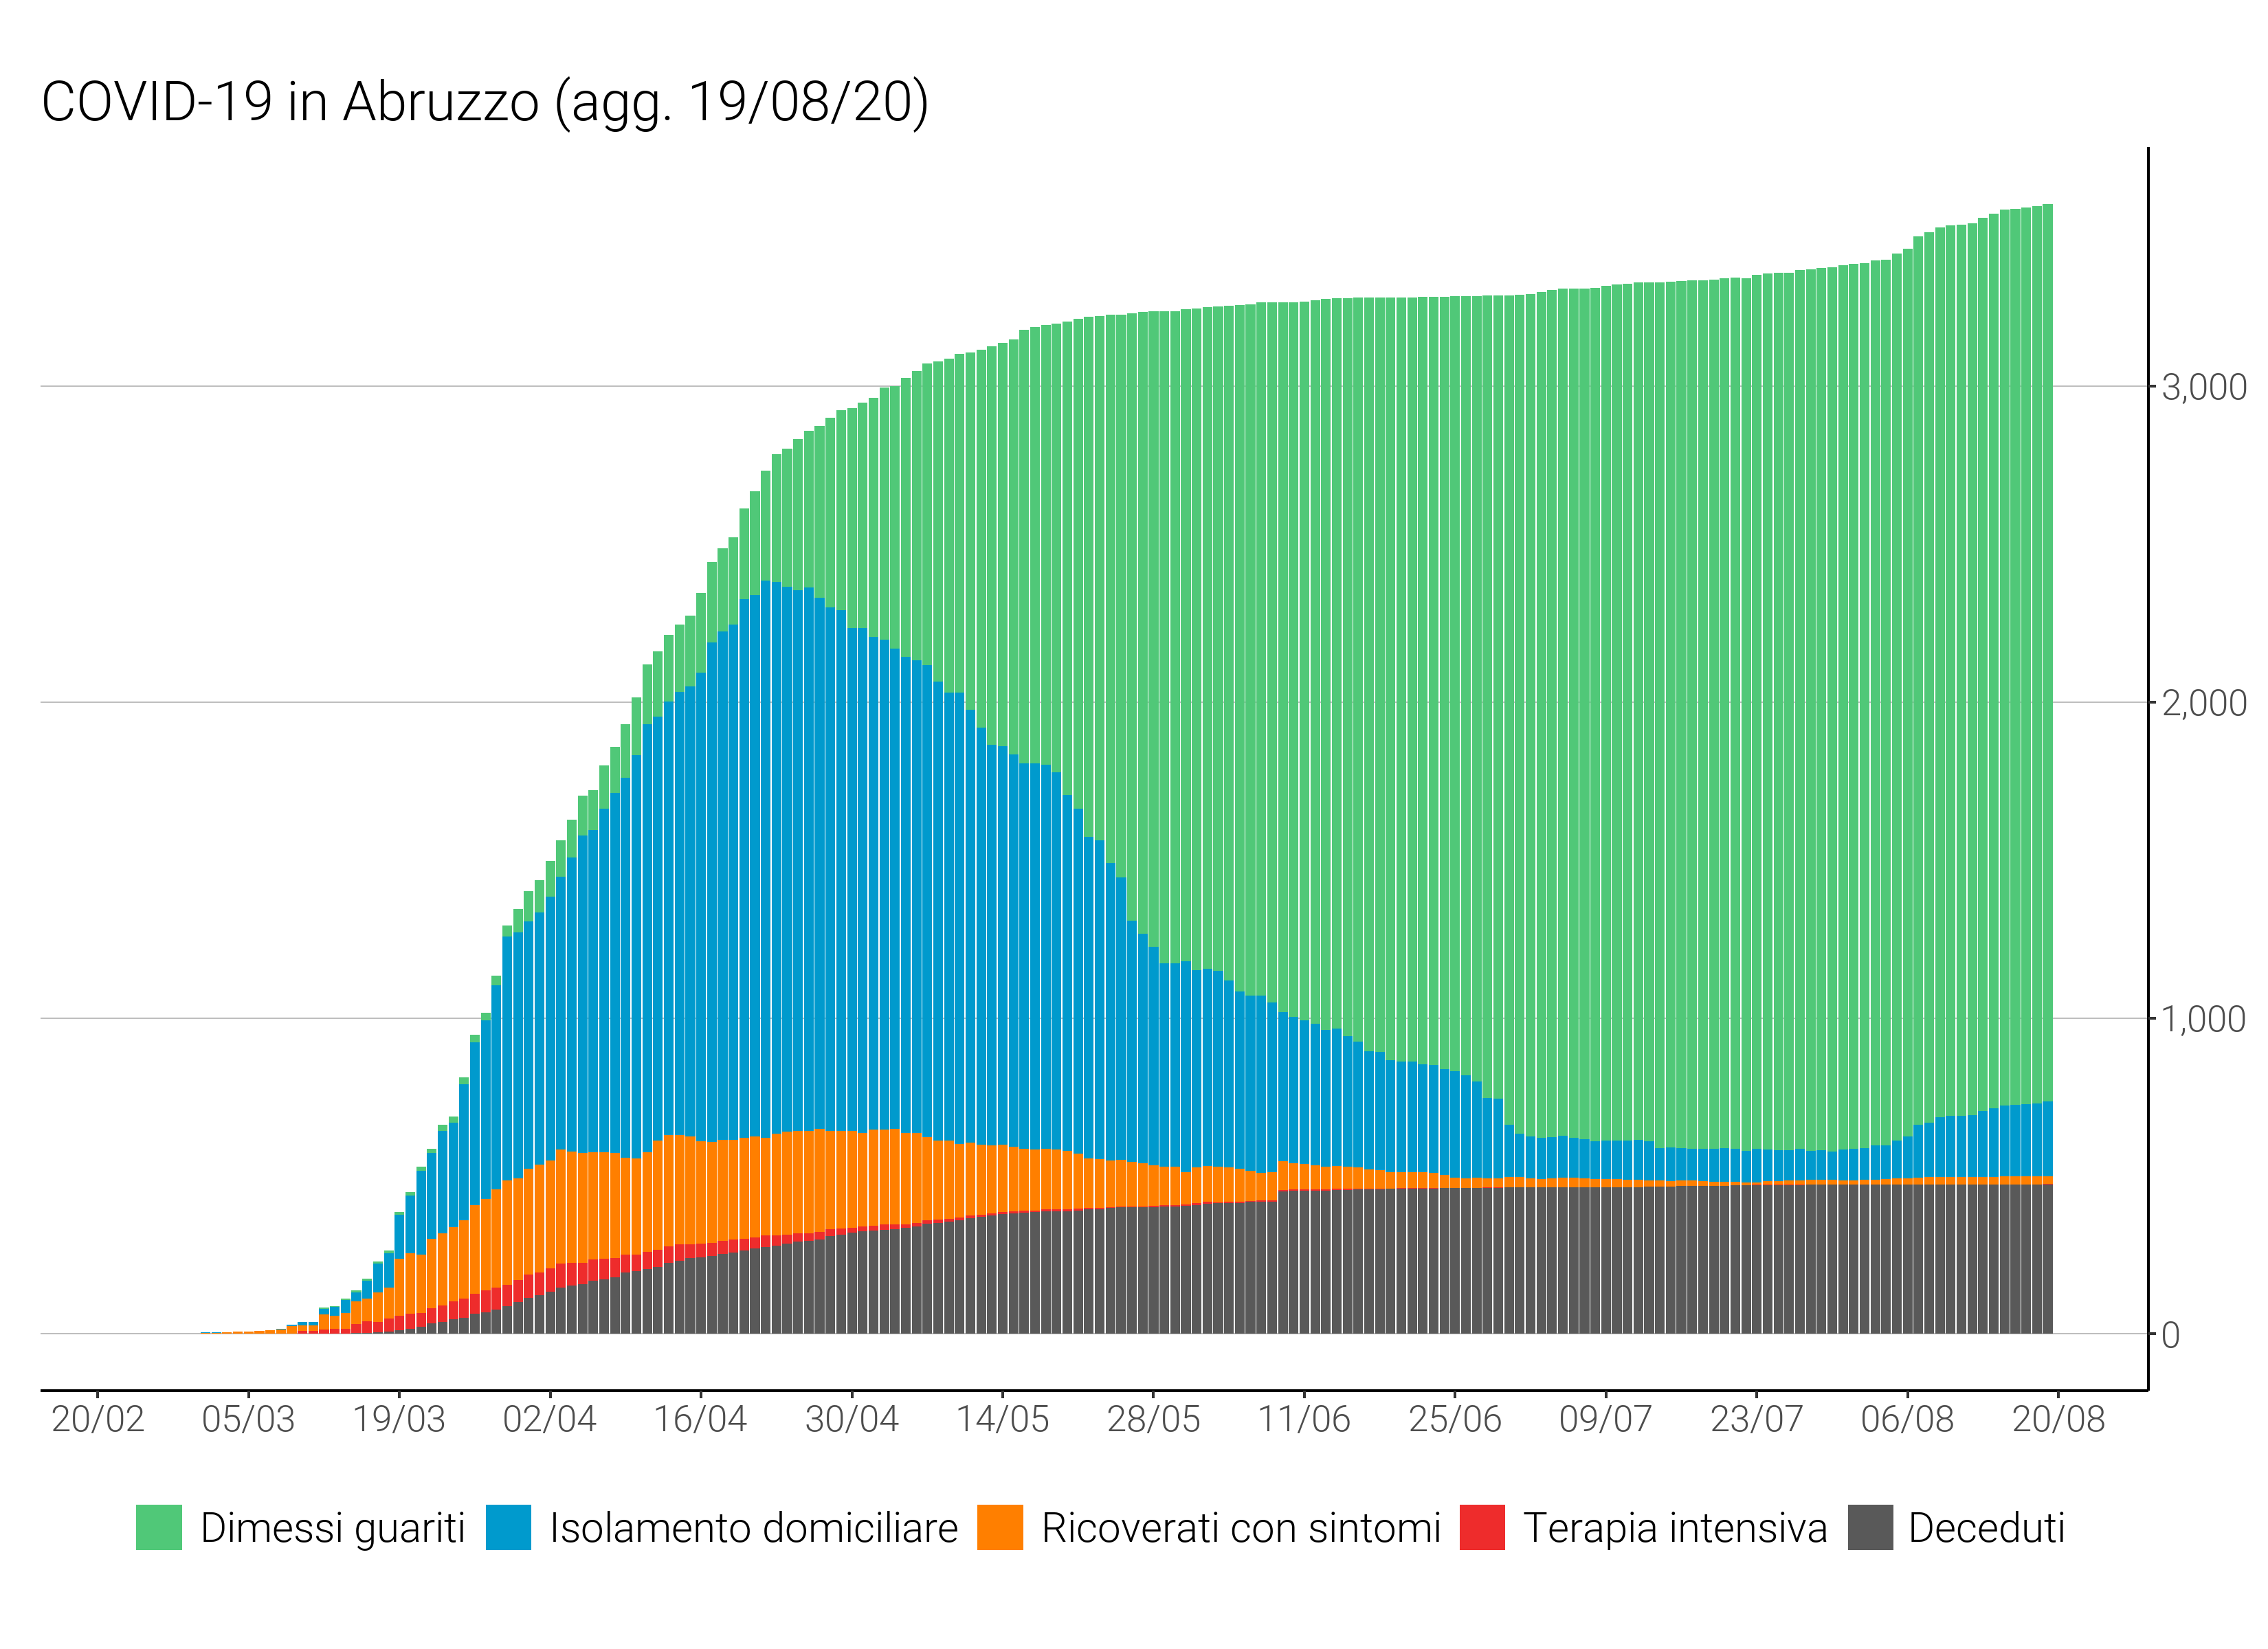 COVID-19 in Abruzzo (agg. 19/08/20)
3,000
2,000
1,000
0
20/02 05/03 19/03 02/04 16/04 30/04 14/05 28/05 11/06 25/06 09/07 23/07 06/08 20/08
Dimessi guariti Isolamento domiciliare Ricoverati con sintomi Terapia intensiva Deceduti